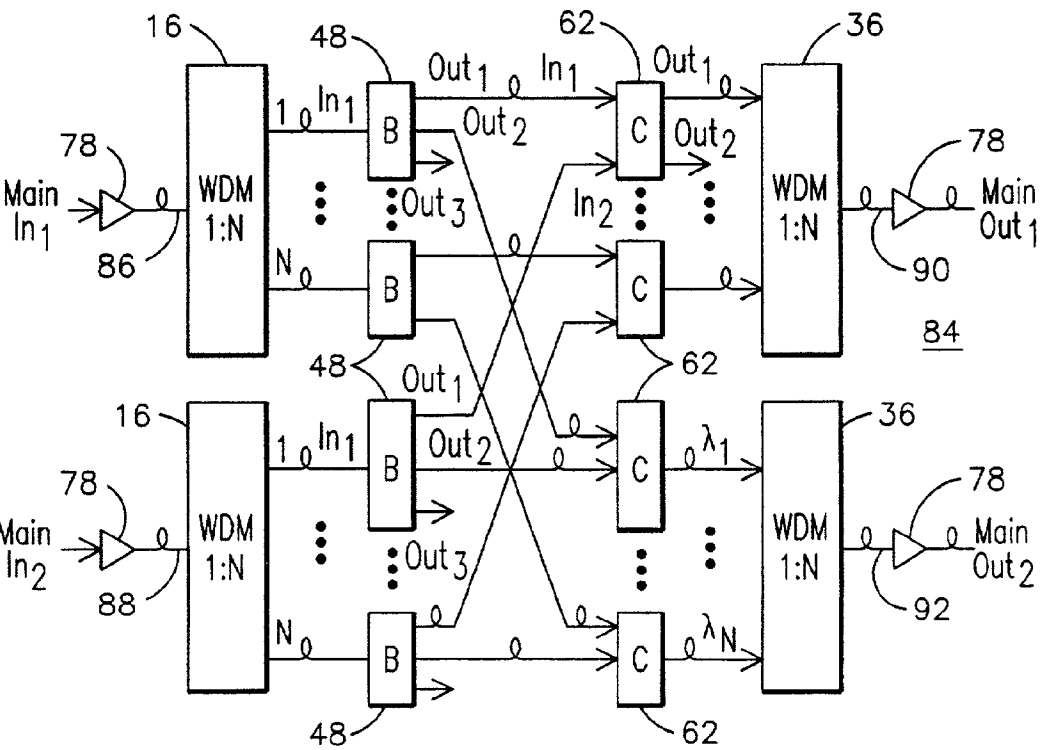 16 48 62 36
Out₁ In₁ Out₁
1 In₁ B Out₂ C Out₂
78 78
Main In₁ WDM 1:N Out₃ In₂ WDM 1:N Main Out₁
86 90
N B C
84
48 62
16 Out₁ 36
1 In₁ B Out₂ C λ₁
78 78
Main In₂ WDM 1:N Out₃ WDM 1:N Main Out₂
88 92
N B C λN
48 62